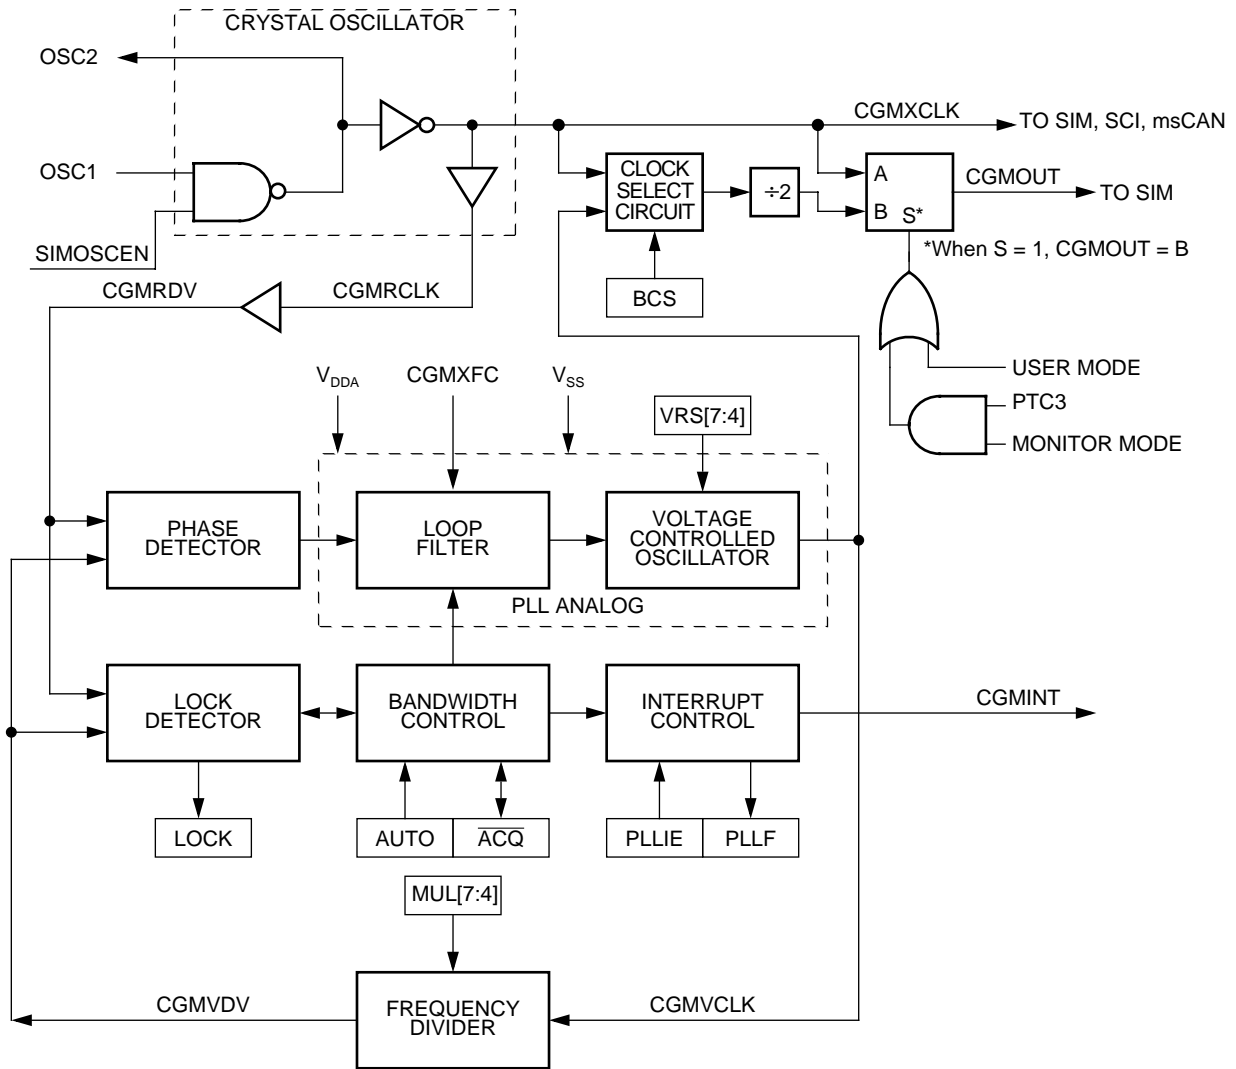 CRYSTAL OSCILLATOR
OSC2
CGMXCLK
TO SIM, SCI, msCAN
OSC1
CLOCK
SELECT
CIRCUIT
÷2
A
B
S*
CGMOUT
TO SIM
*When S = 1, CGMOUT = B
SIMOSCEN
CGMRDV
CGMRCLK
BCS
USER MODE
PTC3
MONITOR MODE
VDDA
CGMXFC
VSS
VRS[7:4]
PHASE
DETECTOR
LOOP
FILTER
VOLTAGE
CONTROLLED
OSCILLATOR
PLL ANALOG
LOCK
DETECTOR
BANDWIDTH
CONTROL
INTERRUPT
CONTROL
CGMINT
LOCK
AUTO
ACQ
PLLIE
PLLF
MUL[7:4]
CGMVDV
FREQUENCY
DIVIDER
CGMVCLK